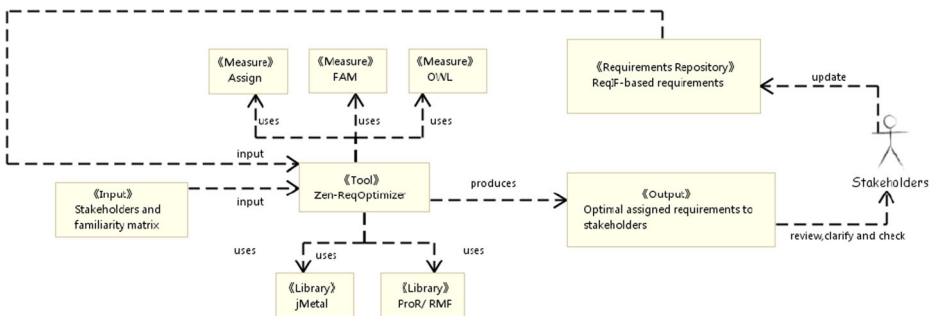 《Measure》
Assign
《Measure》
FAM
《Measure》
OWL
《Requirements Repository》
ReqIF-based requirements
update
uses
uses
uses
input
《Tool》
Zen-ReqOptimizer
produces
《Input》
Stakeholders and
familiarity matrix
input
《Output》
Optimal assigned requirements to
stakeholders
Stakeholders
review,clarify and check
uses
uses
uses
《Library》
jMetal
《Library》
ProR/ RMF